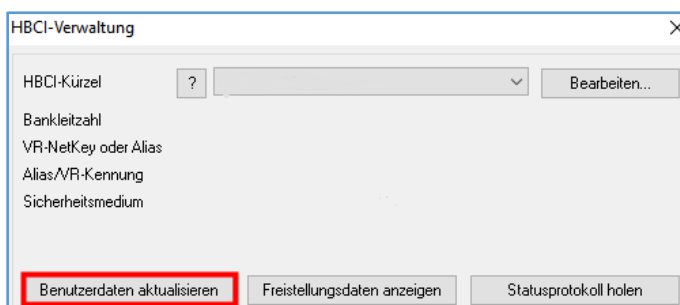 HBCI-Verwaltung
HBCI-Kürzel ? Bearbeiten...
Bankleitzahl
VR-NetKey oder Alias
Alias/VR-Kennung
Sicherheitsmedium
Benutzerdaten aktualisieren Freistellungsdaten anzeigen Statusprotokoll holen